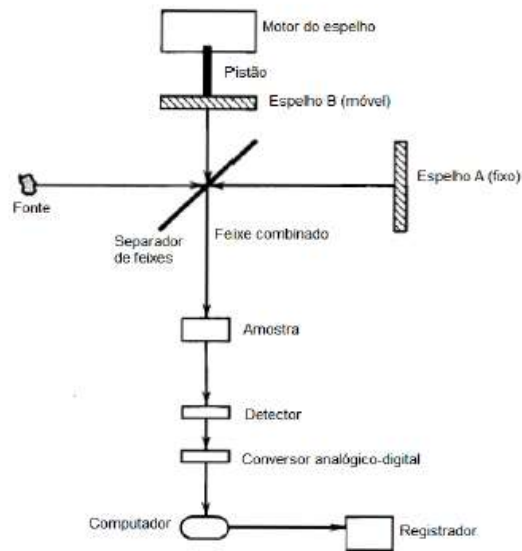 Motor do espelho
Pistão
Espelho B (móvel)
Espelho A (fixo)
Fonte
Separador
de feixes
Feixe combinado
Amostra
Detector
Conversor analógico-digital
Computador
Registrador